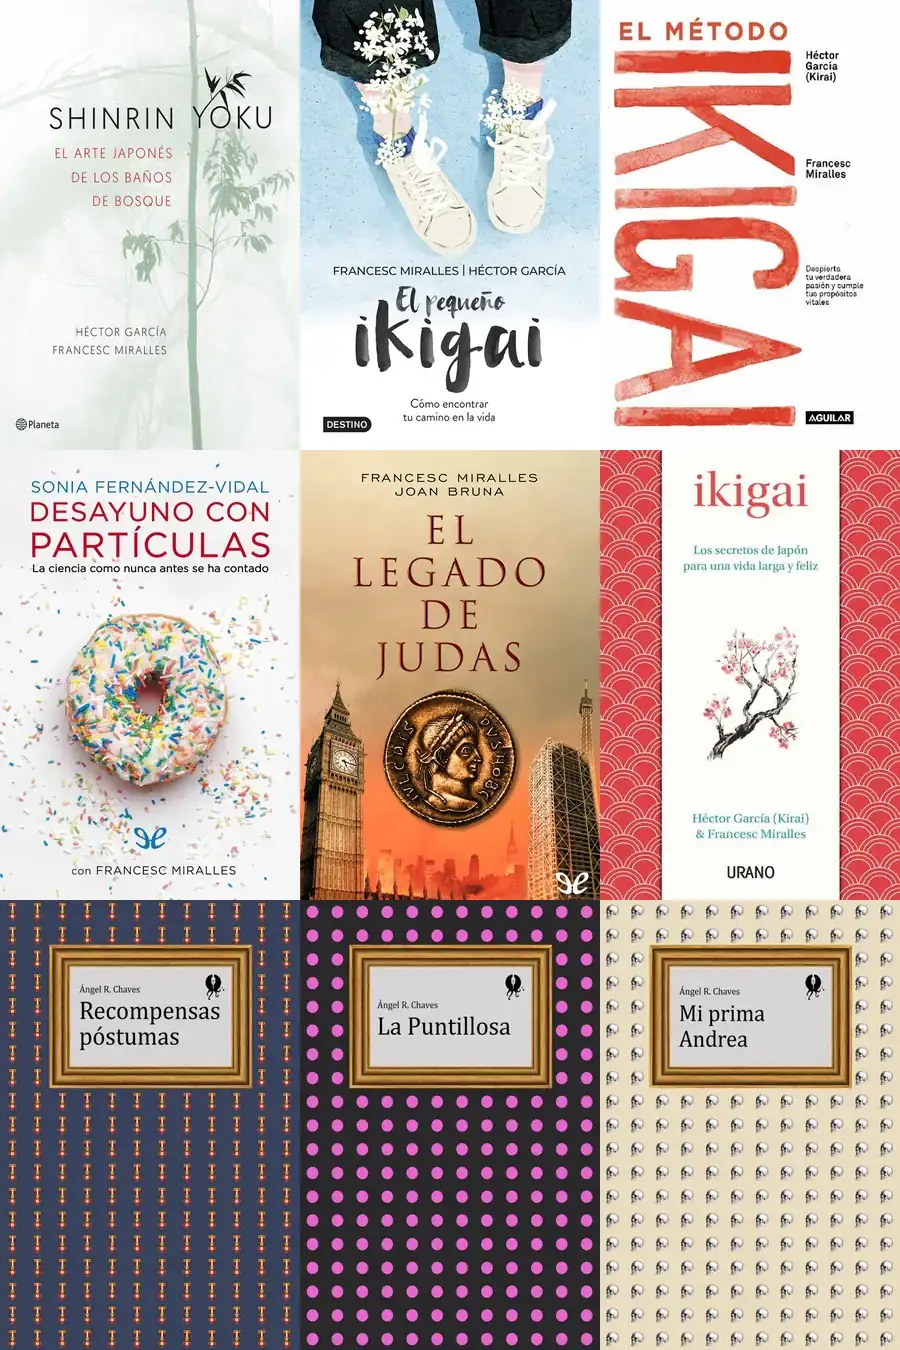 SHINRIN YOKU
EL ARTE JAPONÉS
DE LOS BAÑOS
DE BOSQUE
HÉCTOR GARCÍA
FRANCESC MIRALLES
Planeta
FRANCESC MIRALLES | HÉCTOR GARCÍA
El pequeño
ikigai
Cómo encontrar
tu camino en la vida
DESTINO
EL MÉTODO
IKIGAI
Héctor
García
(Kirai)
Francesc
Miralles
Despierta
tu verdadera
pasión y cumple
tus propósitos
vitales
AGUILAR
SONIA FERNÁNDEZ-VIDAL
DESAYUNO CON
PARTÍCULAS
La ciencia como nunca antes se ha contado
con FRANCESC MIRALLES
FRANCESC MIRALLES
JOAN BRUNA
EL
LEGADO
DE
JUDAS
ikigai
Los secretos de Japón
para una vida larga y feliz
Héctor García (Kirai)
& Francesc Miralles
URANO
Ángel R. Chaves
Recompensas
póstumas
Ángel R. Chaves
La Puntillosa
Ángel R. Chaves
Mi prima
Andrea